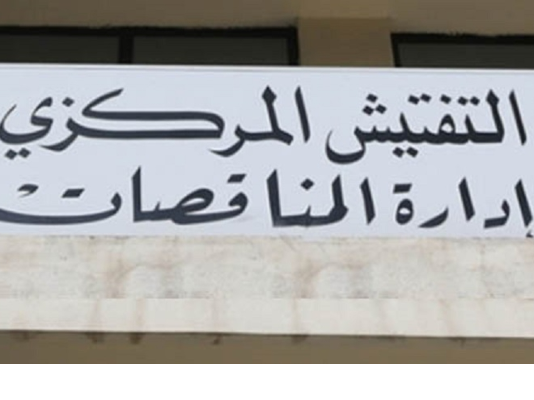 التفتيش المركزي
إدارة المناقصات